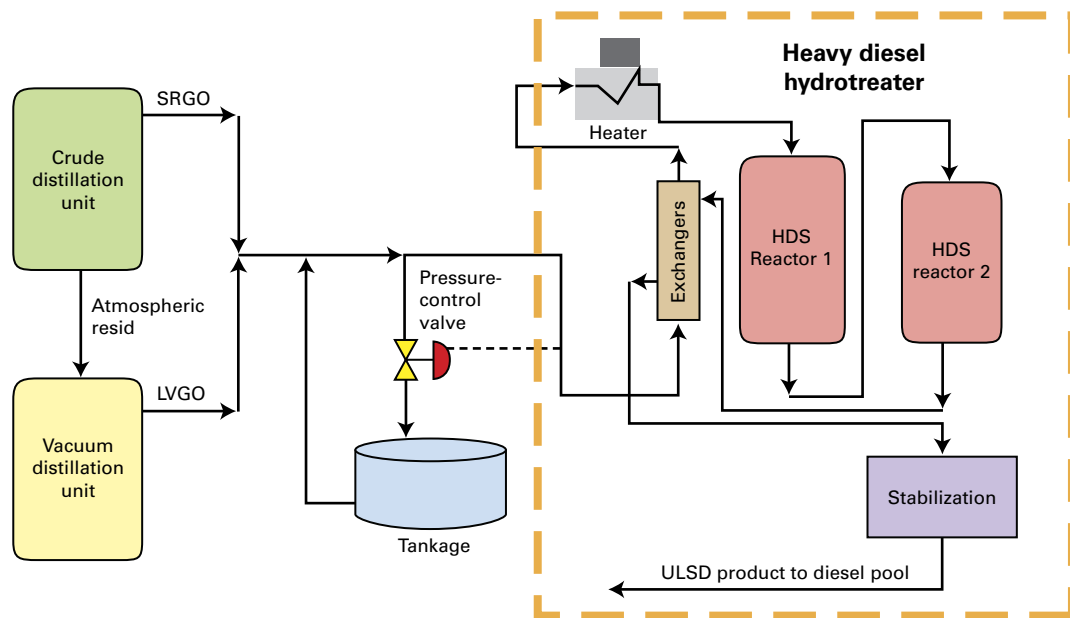 Heavy diesel
hydrotreater
SRGO
Crude
distillation
unit
Heater
Exchangers
HDS
Reactor 1
HDS
reactor 2
Atmospheric
resid
Pressure-
control
valve
LVGO
Vacuum
distillation
unit
Tankage
Stabilization
ULSD product to diesel pool